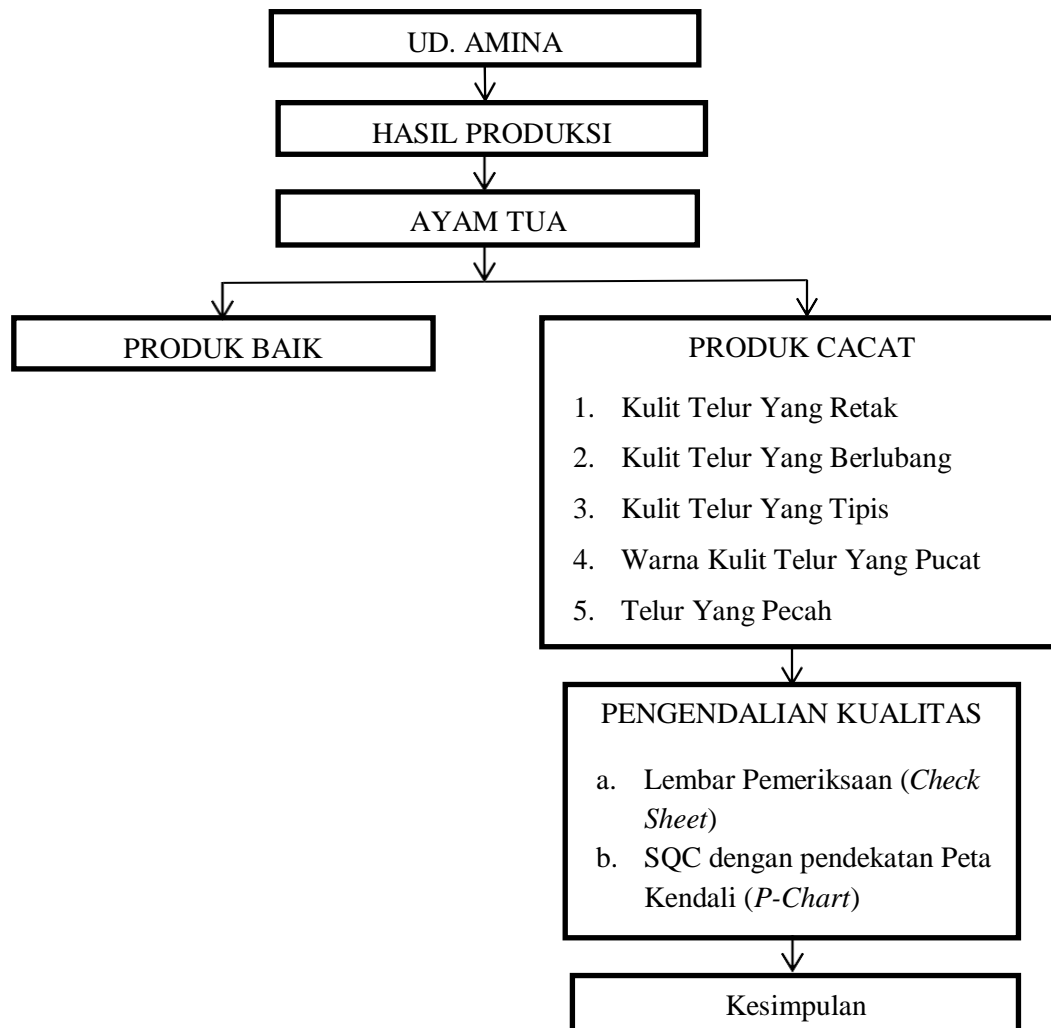 UD. AMINA
HASIL PRODUKSI
AYAM TUA
PRODUK BAIK
PRODUK CACAT
1. Kulit Telur Yang Retak
2. Kulit Telur Yang Berlubang
3. Kulit Telur Yang Tipis
4. Warna Kulit Telur Yang Pucat
5. Telur Yang Pecah
PENGENDALIAN KUALITAS
a. Lembar Pemeriksaan (Check
Sheet)
b. SQC dengan pendekatan Peta
Kendali (P-Chart)
Kesimpulan